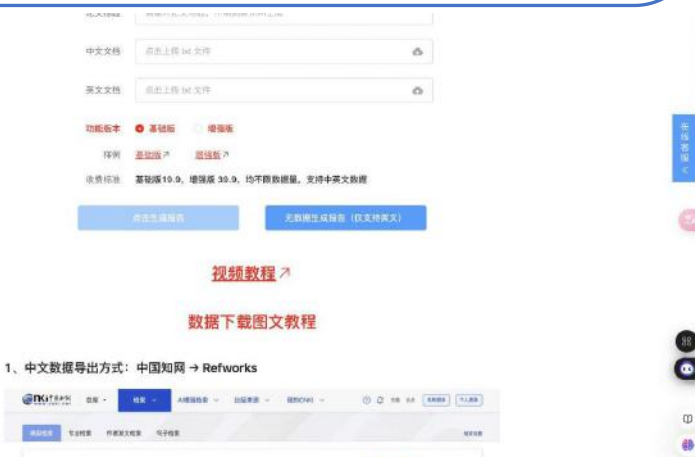 中文文档 点击上传 txt 文件
英文文档 点击上传 txt 文件
功能版本 基础版 增强版
样例 基础版↗ 增强版↗
收费标准 基础版19.9，增强版 39.9，均不限数据量，支持中英文数据
点击生成报告 无数据生成报告（仅支持英文）
在线客服 <<
视频教程↗
数据下载图文教程
1、中文数据导出方式：中国知网 → Refworks
检索
专业检索 作者发文检索 句子检索